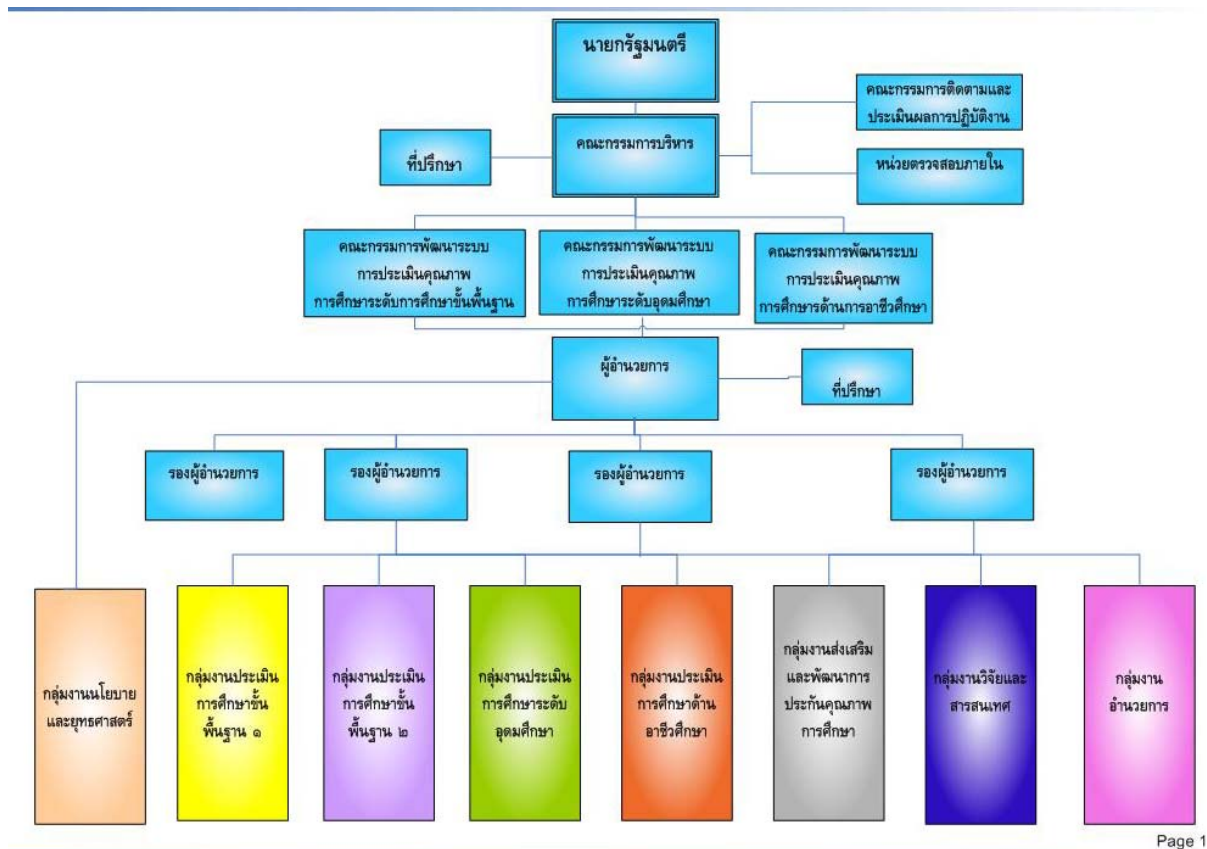 นายกรัฐมนตรี
คณะกรรมการติดตามและ
ประเมินผลการปฏิบัติงาน
คณะกรรมการบริหาร
ที่ปรึกษา
หน่วยตรวจสอบภายใน
คณะกรรมการพัฒนาระบบ
การประเมินคุณภาพ
การศึกษาระดับการศึกษาขั้นพื้นฐาน
คณะกรรมการพัฒนาระบบ
การประเมินคุณภาพ
การศึกษาระดับอุดมศึกษา
คณะกรรมการพัฒนาระบบ
การประเมินคุณภาพ
การศึกษารด้านการอาชีวศึกษา
ผู้อำนวยการ
ที่ปรึกษา
รองผู้อำนวยการ
รองผู้อำนวยการ
รองผู้อำนวยการ
รองผู้อำนวยการ
กลุ่มงานนโยบาย
และยุทธศาสตร์
กลุ่มงานประเมิน
การศึกษาขั้น
พื้นฐาน ๑
กลุ่มงานประเมิน
การศึกษาขั้น
พื้นฐาน ๒
กลุ่มงานประเมิน
การศึกษาระดับ
อุดมศึกษา
กลุ่มงานประเมิน
การศึกษาด้าน
อาชีวศึกษา
กลุ่มงานส่งเสริม
และพัฒนาการ
ประกันคุณภาพ
การศึกษา
กลุ่มงานวิจัยและ
สารสนเทศ
กลุ่มงาน
อำนวยการ
Page 1